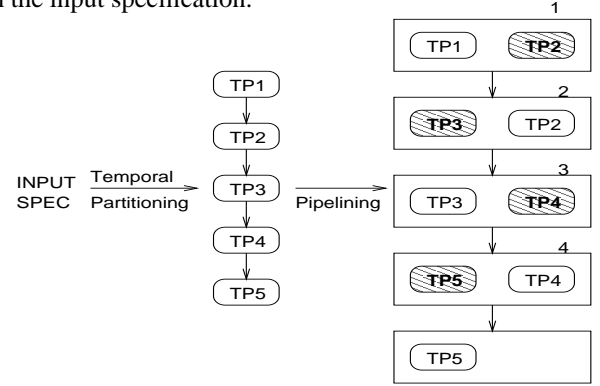 the input specification.
1
TP1 TP2
2
TP3 TP2
3
TP3 TP4
4
TP5 TP4
TP5
TP1
TP2
TP3
TP4
TP5
INPUT
SPEC
Temporal
Partitioning
Pipelining